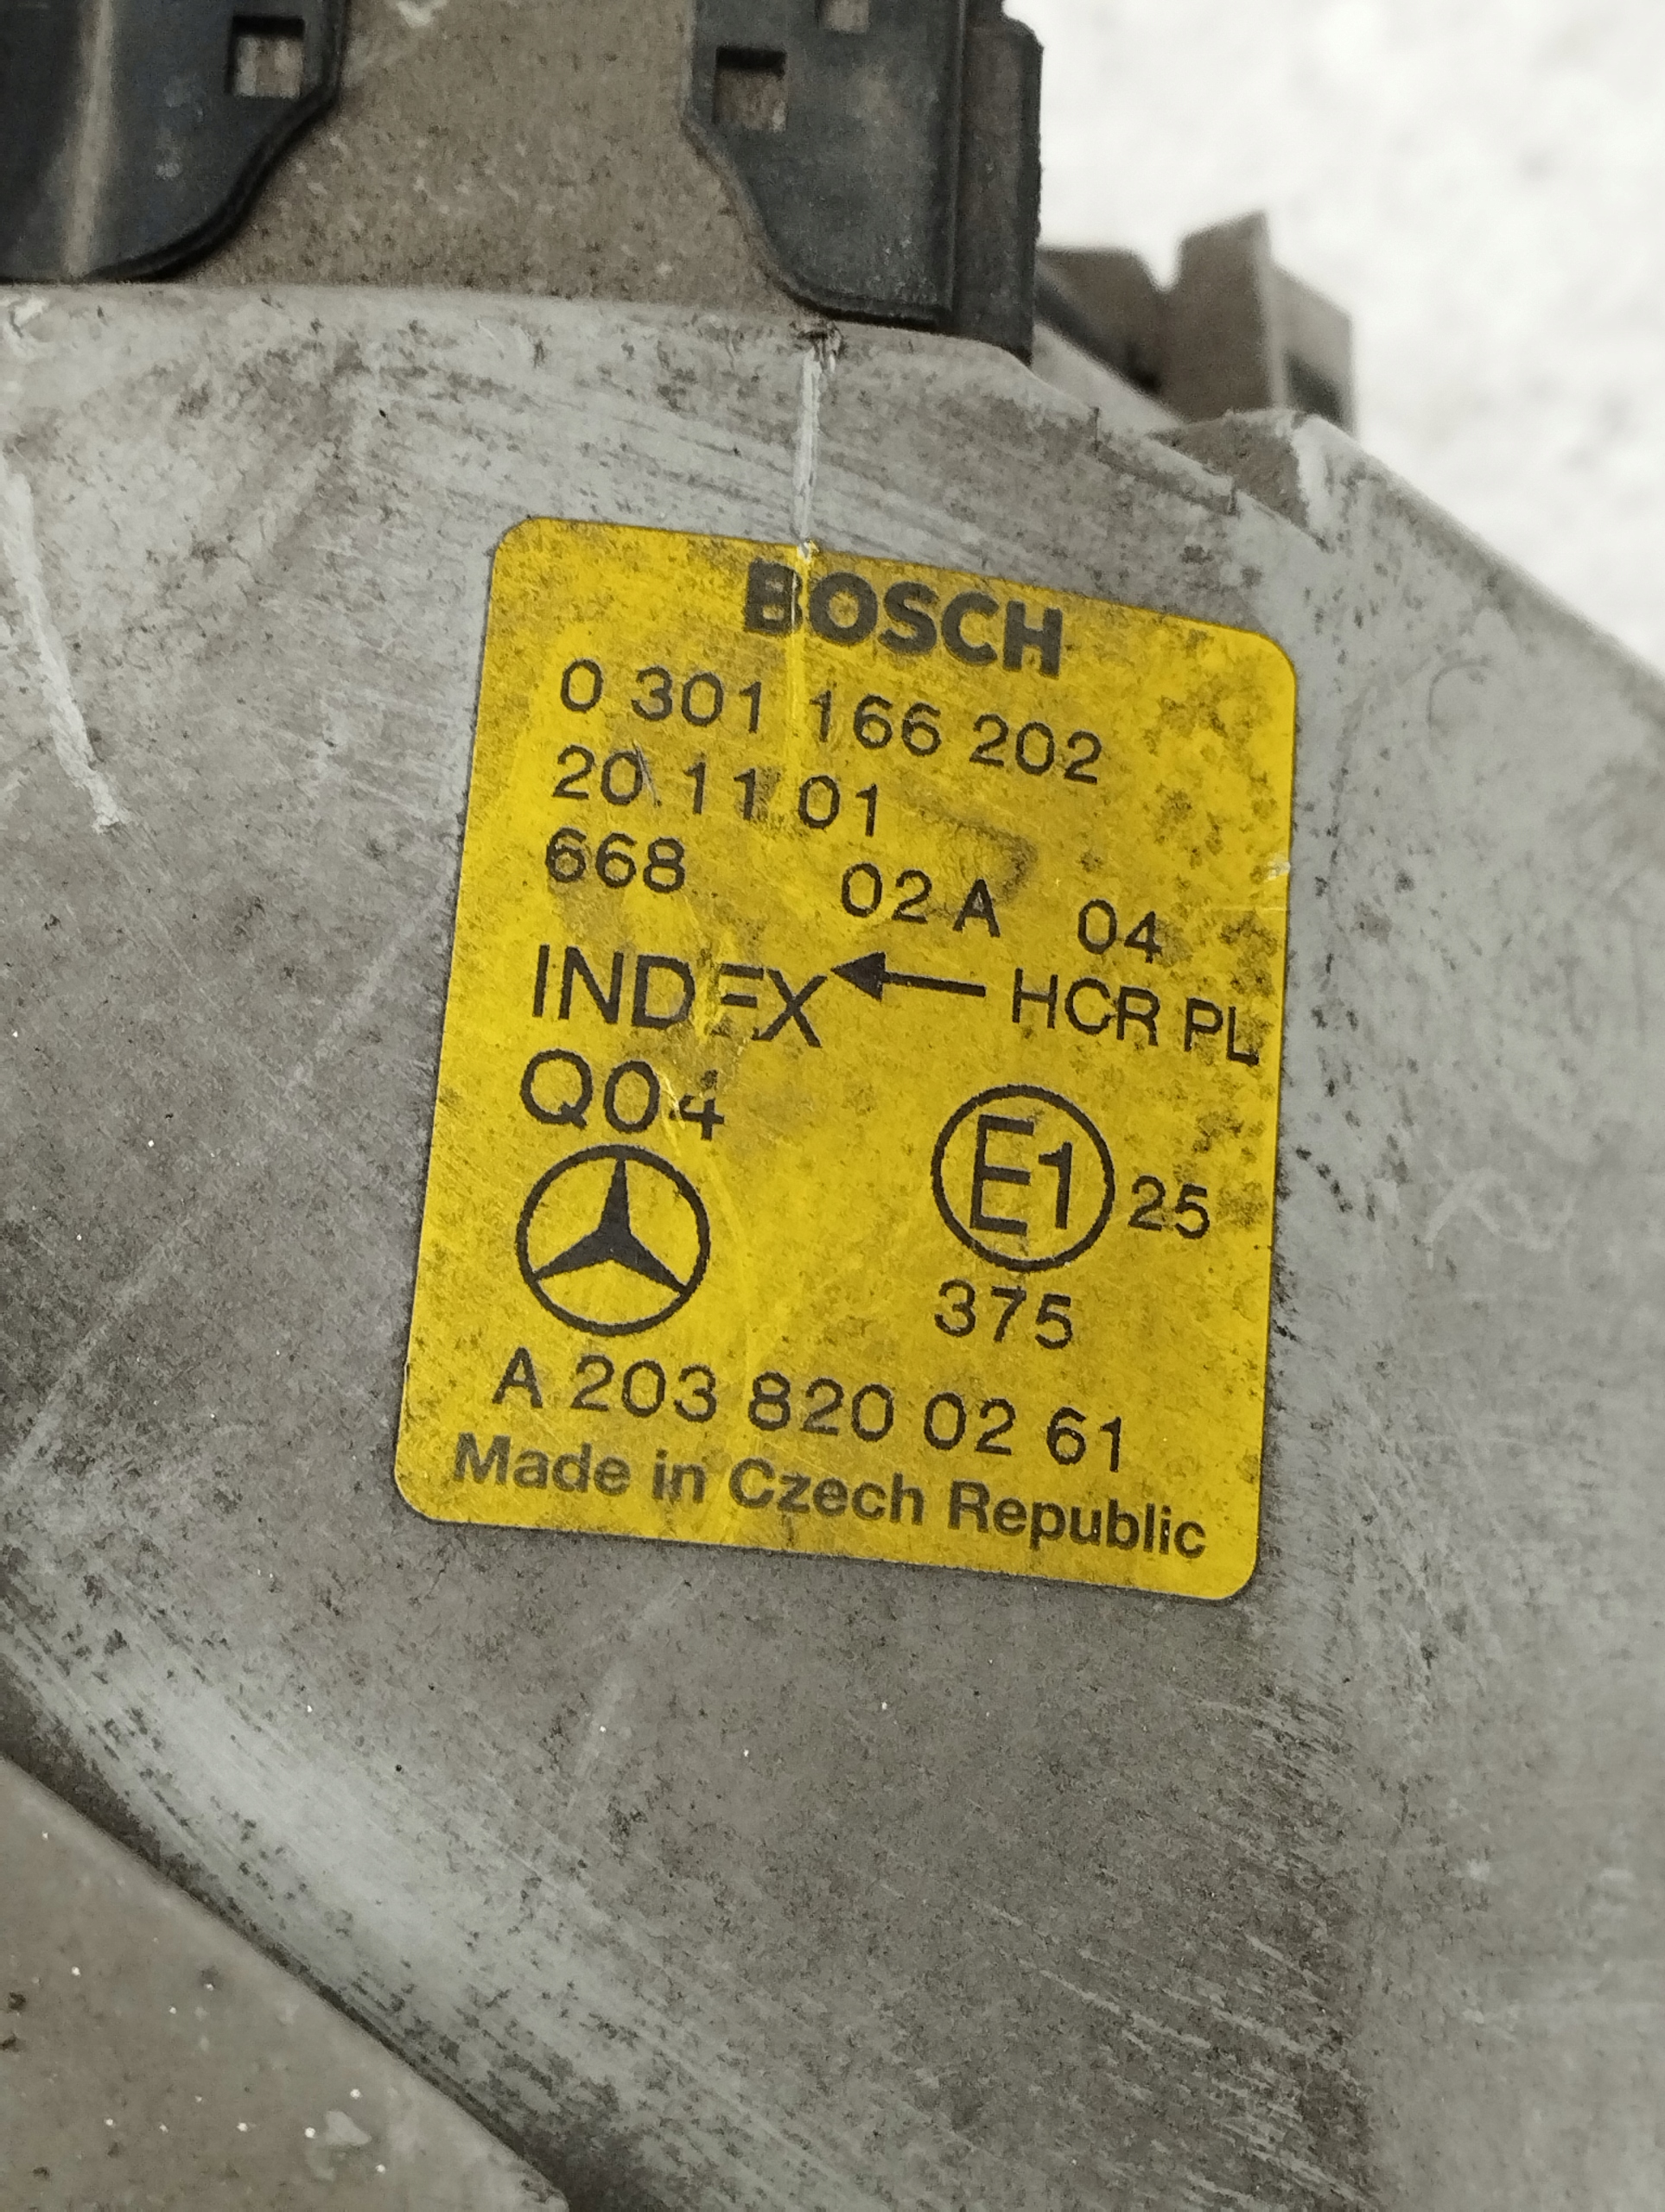 BOSCH
0 301 166 202
20.11 01
668 02 A 04
INDEX ← HCR PL
Q04
E1 25
375
A 203 820 02 61
Made in Czech Republic